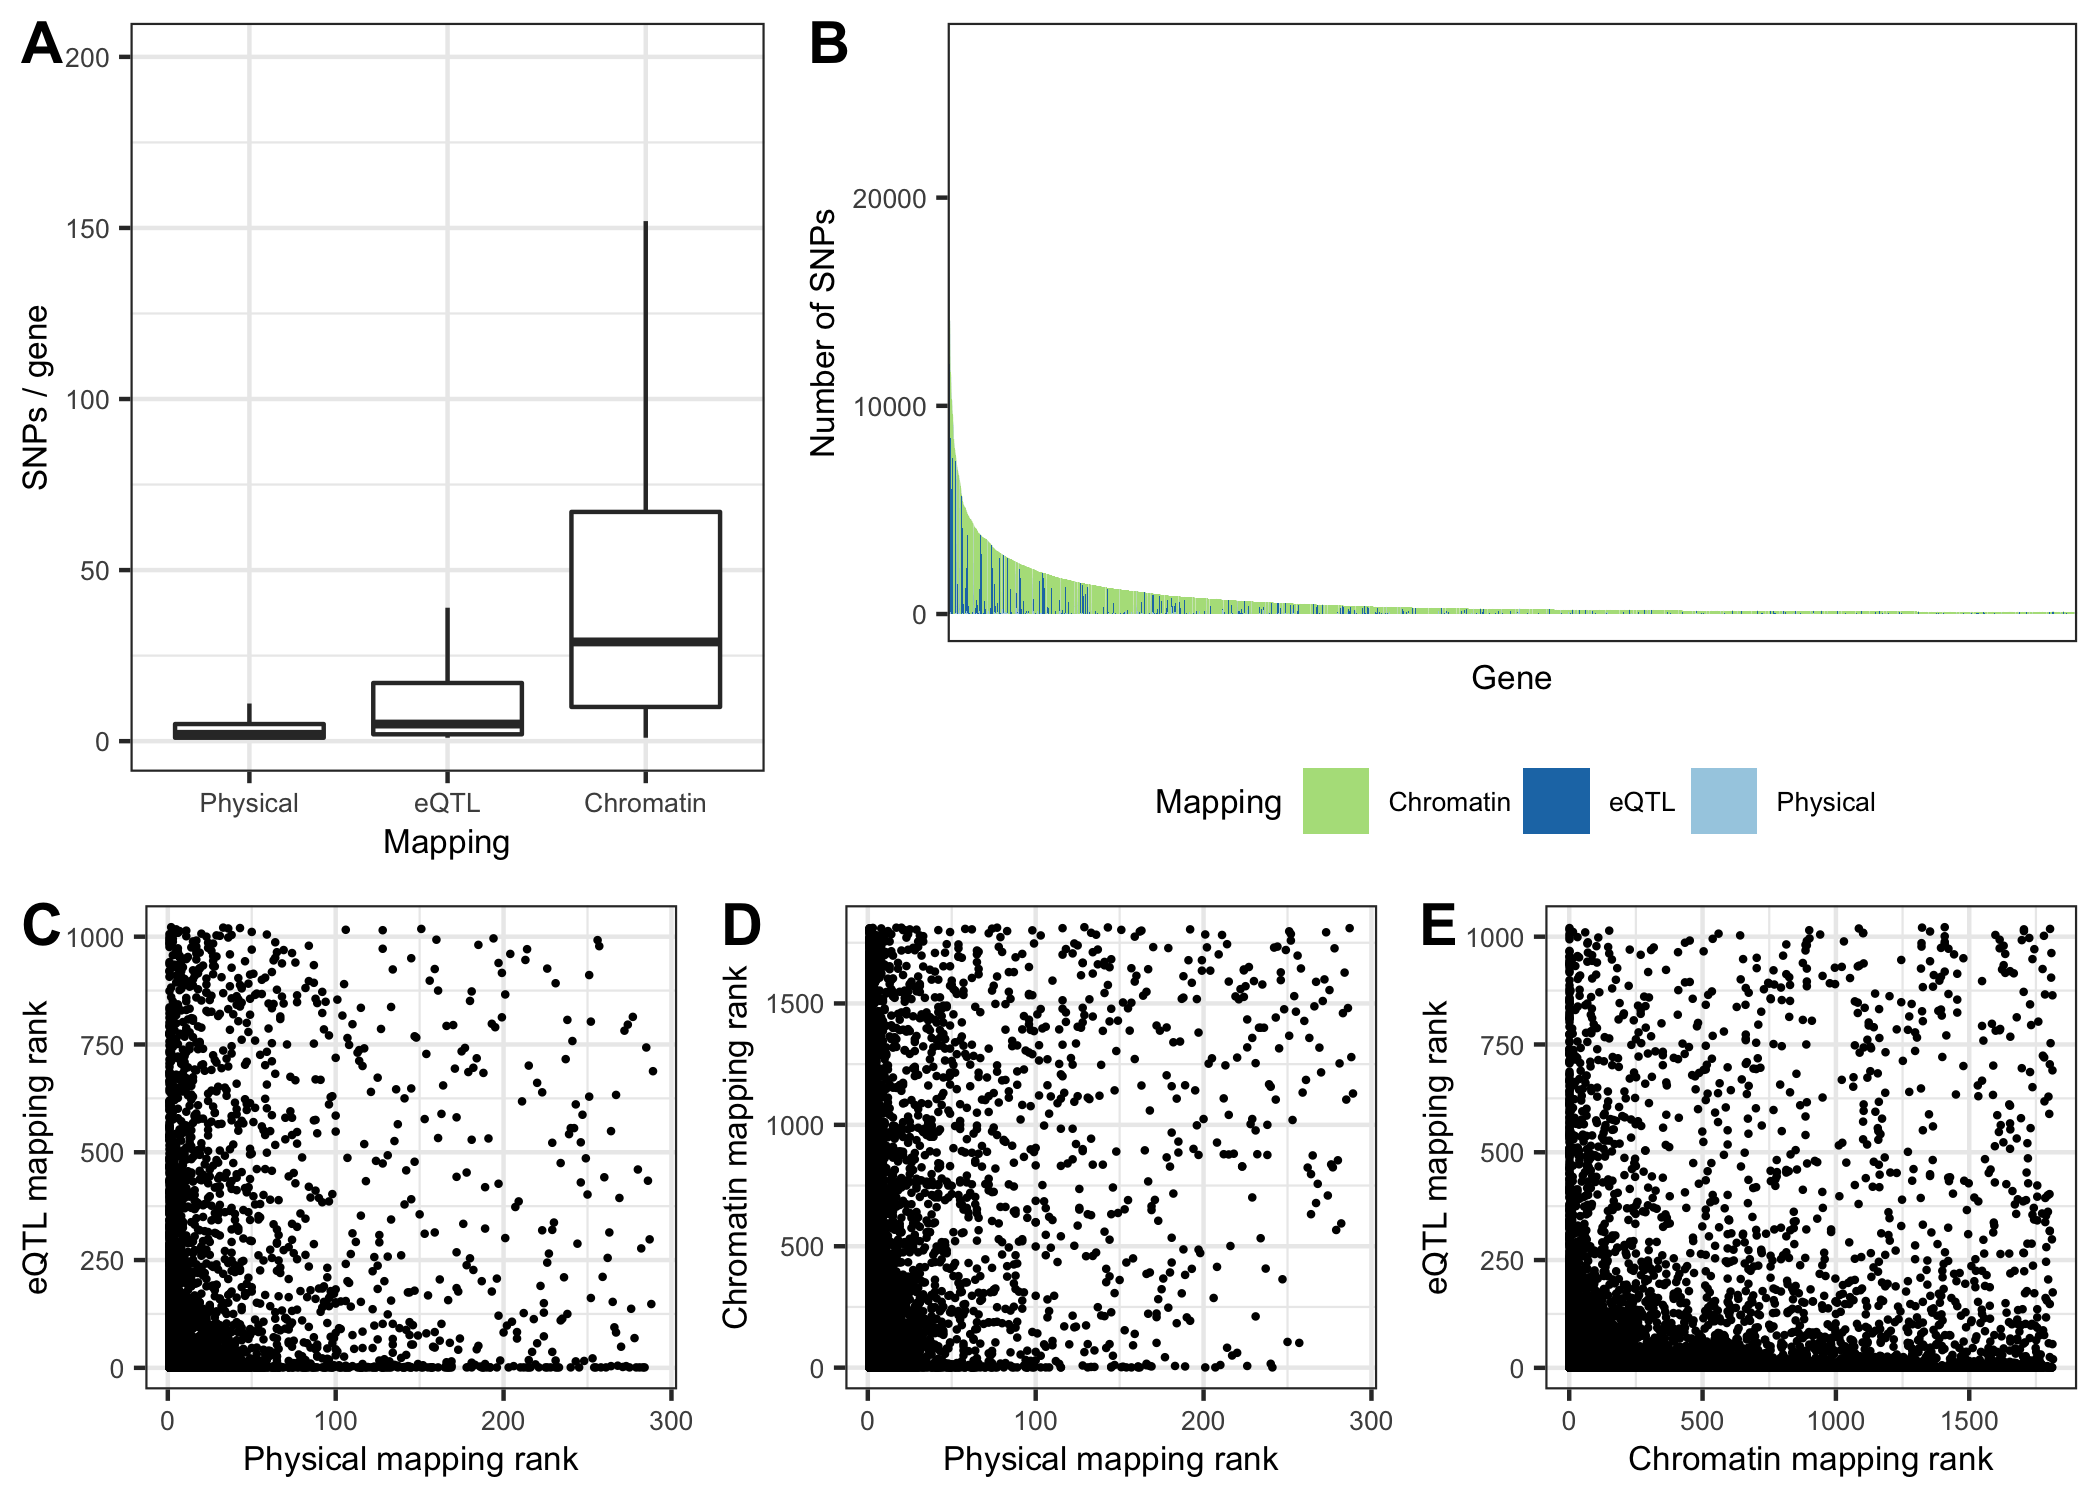 A
200
150
100
50
0
SNPs / gene
Physical eQTL Chromatin
Mapping
B
20000
10000
0
Number of SNPs
Gene
Mapping Chromatin eQTL Physical
C
1000
750
500
250
0
eQTL mapping rank
0 100 200 300
Physical mapping rank
D
1500
1000
500
0
Chromatin mapping rank
0 100 200 300
Physical mapping rank
E
1000
750
500
250
0
eQTL mapping rank
0 500 1000 1500
Chromatin mapping rank